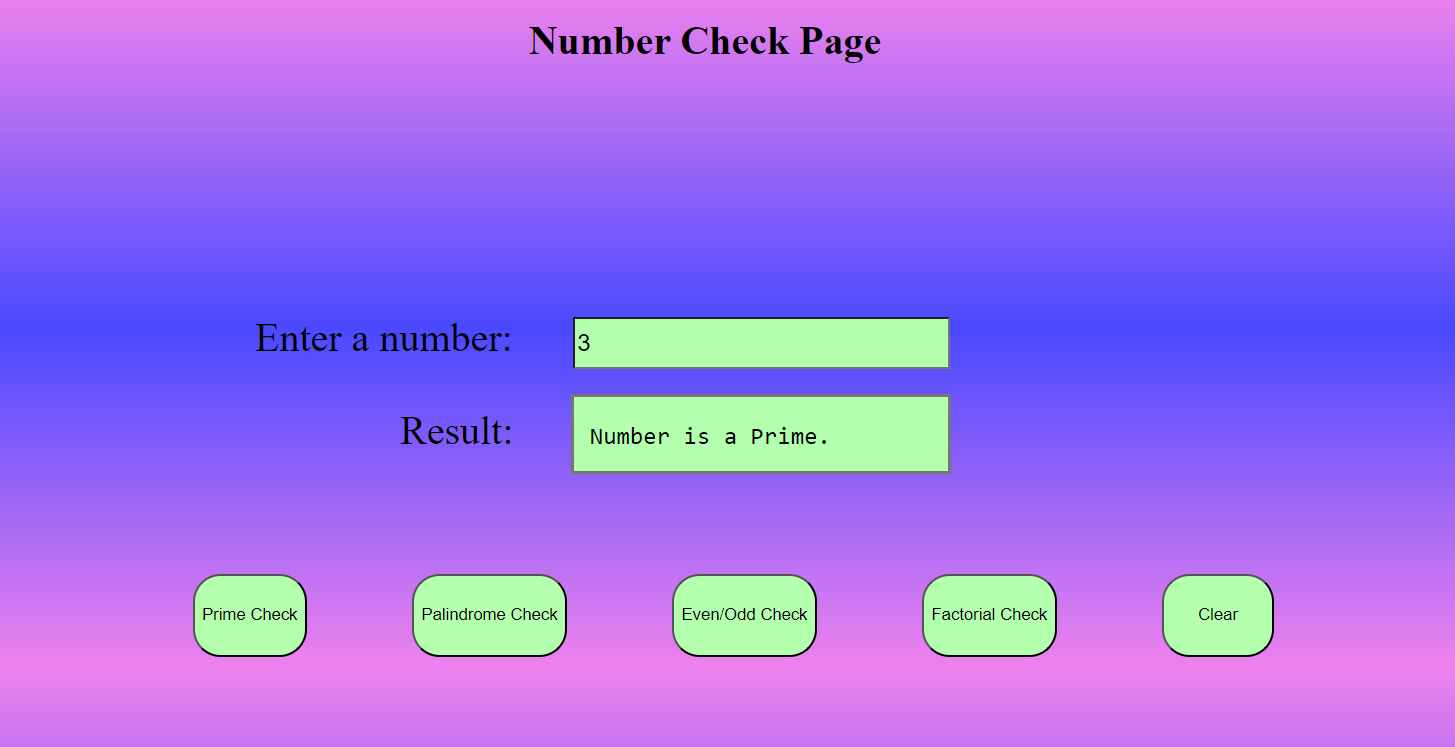 Number Check Page
Enter a number: 3
Result: Number is a Prime.
Prime Check Palindrome Check Even/Odd Check Factorial Check Clear